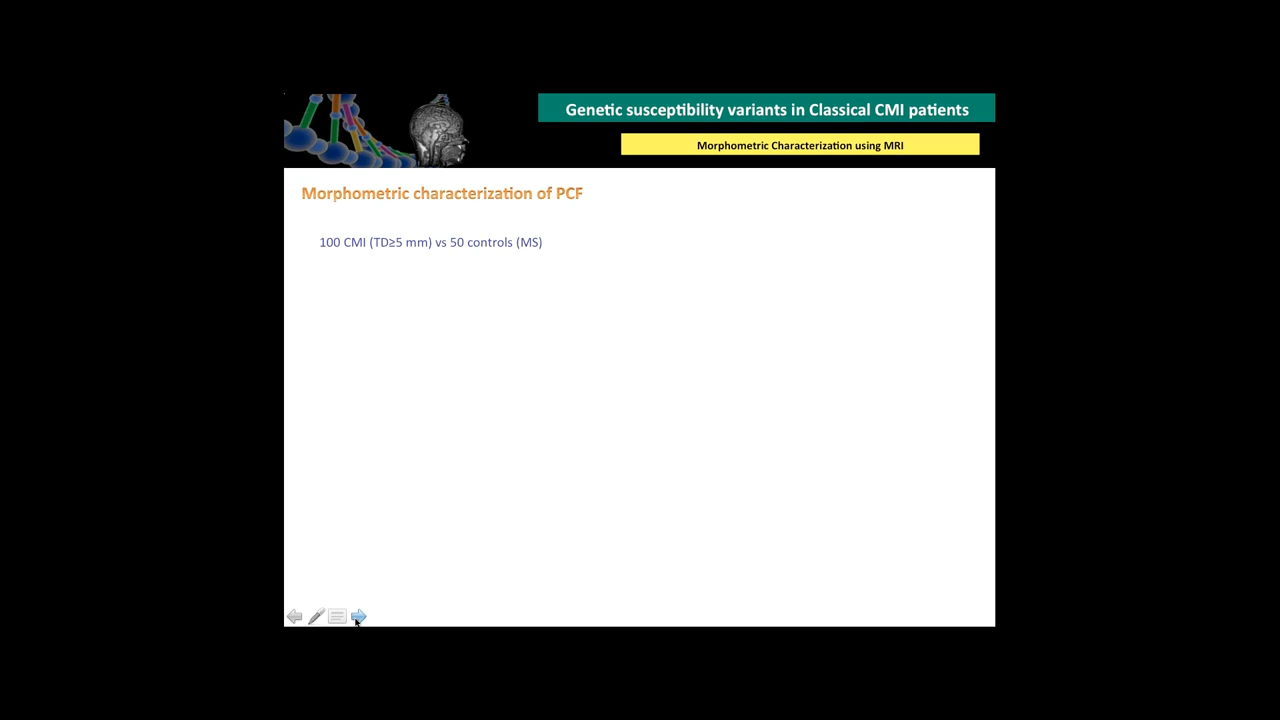 Genetic susceptibility variants in Classical CMI patients
Morphometric Characterization using MRI
Morphometric characterization of PCF
100 CMI (TD≥5 mm) vs 50 controls (MS)